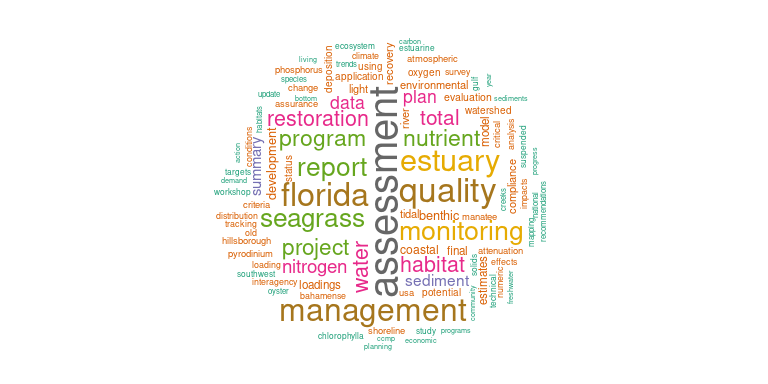 carbon
ecosystem
estuarine
living
climate
atmospheric
trends
using
recovery
phosphorus
deposition
oxygen
survey
species
application
gulf
year
change
light
environmental
bottom
update
data
plan
evaluation
sediments
assurance
restoration
total
river
watershed
habitats
program
nutrient
model
critical
analysis
suspended
conditions
action
report
estuary
progress
targets
summary
development
status
assessment
demand
workshop
florida
quality
compliance
impacts
national
recommendations
criteria
creeks
distribution
seagrass
tidal
benthic
manatee
tracking
old
monitoring
mapping
hillsborough
project
water
coastal
final
attenuation
pyrodinium
loading
nitrogen
habitat
solids
effects
southwest
interagency
loadings
sediment
estimates
technical
numeric
freshwater
oyster
bahamense
usa
potential
management
community
chlorophylla
shoreline
study
programs
ccmp
economic
planning